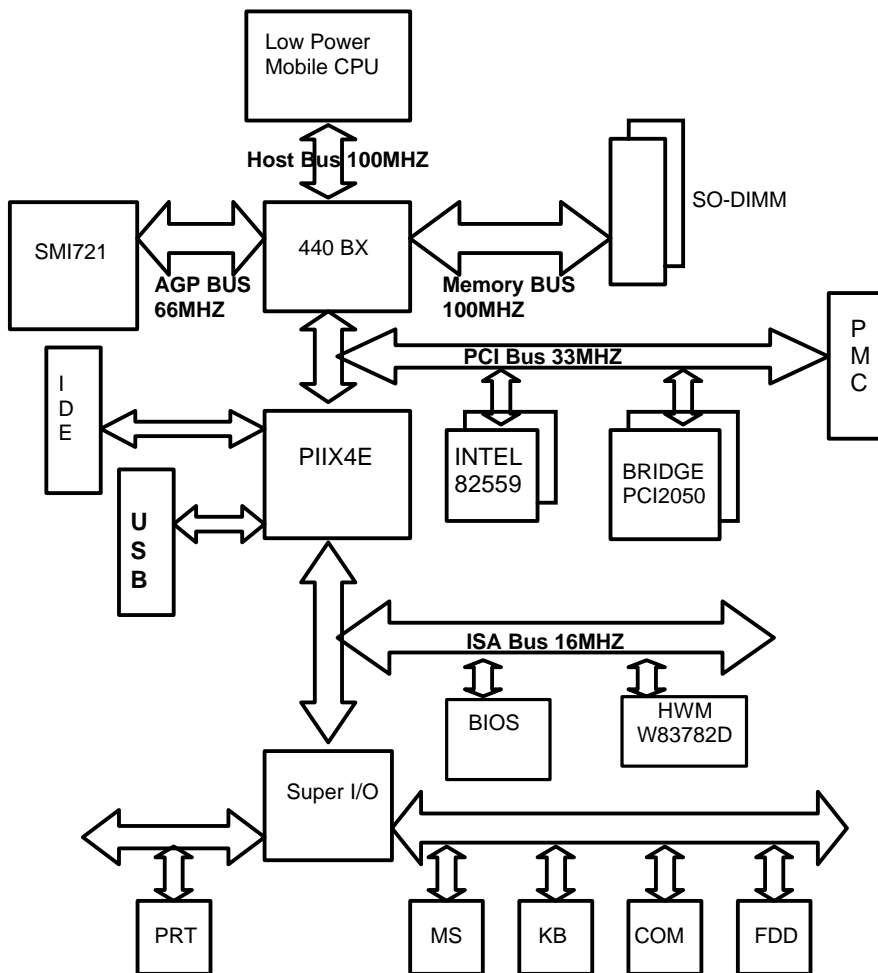 Low Power
Mobile CPU
Host Bus 100MHZ
SMI721
440 BX
SO-DIMM
AGP BUS
66MHZ
Memory BUS
100MHZ
P
M
C
PCI Bus 33MHZ
I
D
E
PIIX4E
INTEL
82559
BRIDGE
PCI2050
U
S
B
ISA Bus 16MHZ
BIOS
HWM
W83782D
Super I/O
PRT
MS
KB
COM
FDD